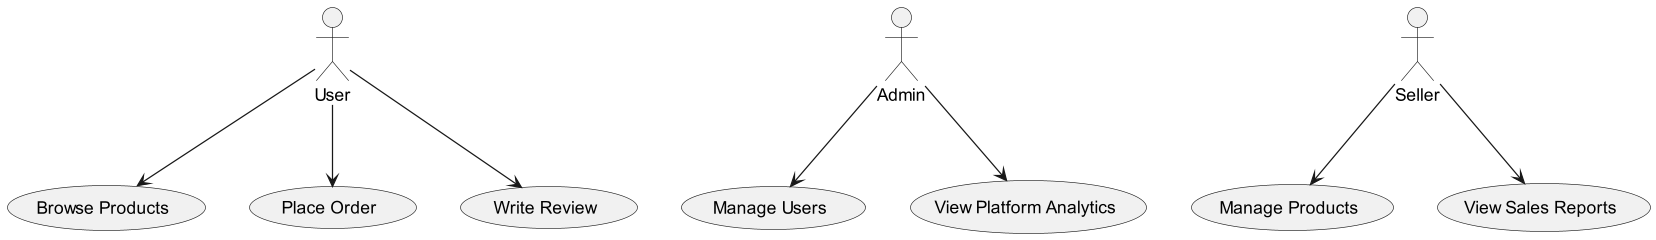 User
Admin
Seller
Browse Products
Place Order
Write Review
Manage Users
View Platform Analytics
Manage Products
View Sales Reports